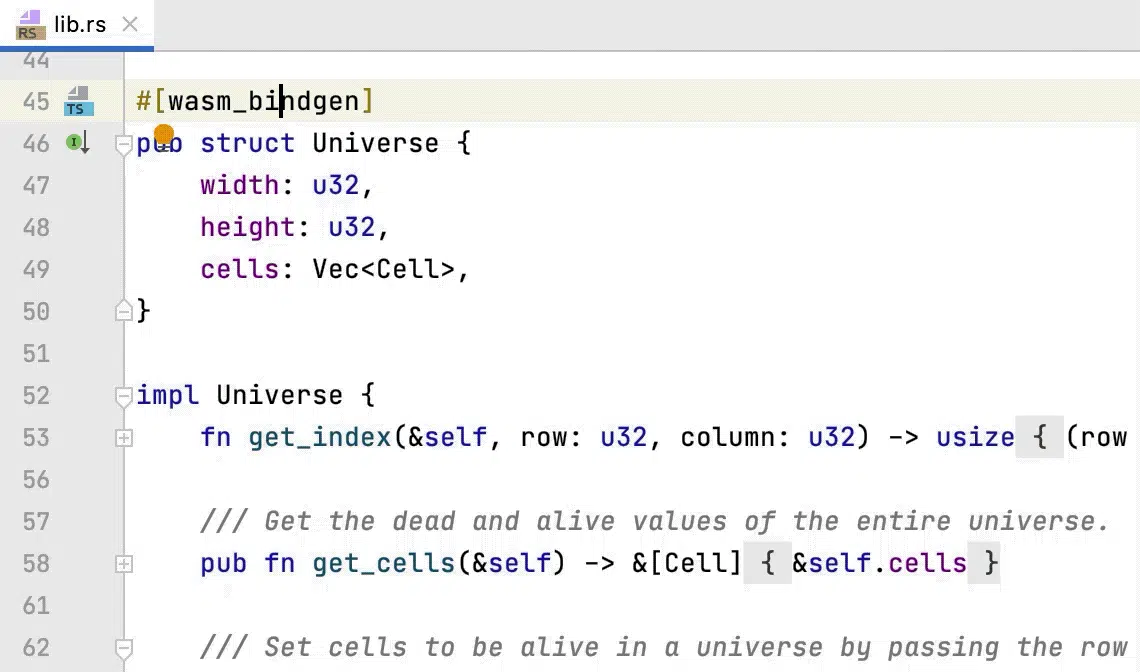 RS lib.rs
44
45 TS #[wasm_bindgen]
46 I pub struct Universe {
47     width: u32,
48     height: u32,
49     cells: Vec<Cell>,
50 }
51
52 impl Universe {
53     fn get_index(&self, row: u32, column: u32) -> usize { (row
56
57     /// Get the dead and alive values of the entire universe.
58     pub fn get_cells(&self) -> &[Cell] { &self.cells }
61
62     /// Set cells to be alive in a universe by passing the row